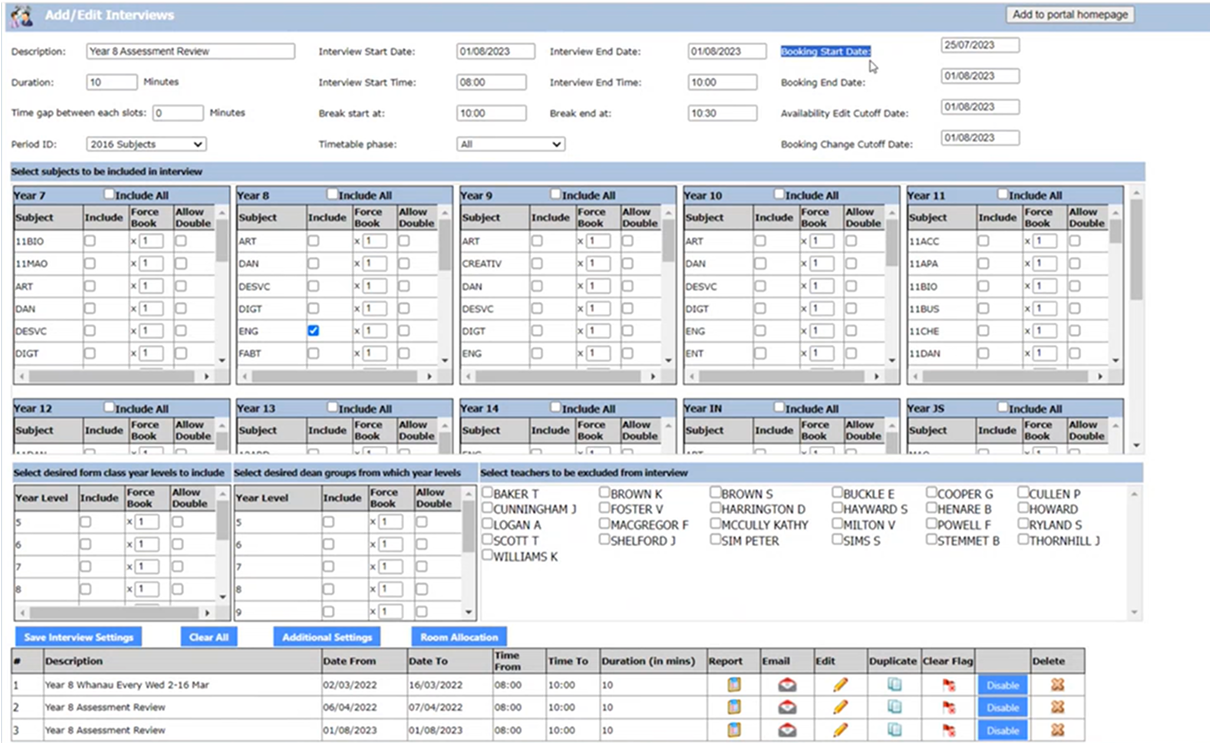 Add/Edit Interviews Add to portal homepage
Description: Year 8 Assessment Review Interview Start Date: 01/08/2023 Interview End Date: 01/08/2023 Booking Start Date: 25/07/2023
Duration: 10 Minutes Interview Start Time: 08:00 Interview End Time: 10:00 Booking End Date: 01/08/2023
Time gap between each slots: 0 Minutes Break start at: 10:00 Break end at: 10:30 Availability Edit Cutoff Date: 01/08/2023
Period ID: 2016 Subjects Timetable phase: All Booking Change Cutoff Date: 01/08/2023
Select subjects to be included in interview
Year 7 Include All Year 8 Include All Year 9 Include All Year 10 Include All Year 11 Include All
Subject Include Force Book Allow Double Subject Include Force Book Allow Double Subject Include Force Book Allow Double Subject Include Force Book Allow Double Subject Include Force Book Allow Double
11BIO x 1 ART x 1 ART x 1 ART x 1 11ACC x 1
11MAO x 1 DAN x 1 CREATIV x 1 DAN x 1 11APA x 1
ART x 1 DESVC x 1 DAN x 1 DESVC x 1 11BIO x 1
DAN x 1 DIGT x 1 DESVC x 1 DIGT x 1 11BUS x 1
DESVC x 1 ENG x 1 DIGT x 1 ENG x 1 11CHE x 1
DIGT x 1 FABT x 1 ENG x 1 ENT x 1 11DAN x 1
Year 12 Include All Year 13 Include All Year 14 Include All Year IN Include All Year JS Include All
Subject Include Force Book Allow Double Subject Include Force Book Allow Double Subject Include Force Book Allow Double Subject Include Force Book Allow Double Subject Include Force Book Allow Double
Select desired form class year levels to include Select desired dean groups from which year levels Select teachers to be excluded from interview
Year Level Include Force Book Allow Double Year Level Include Force Book Allow Double
5 x 1 5 x 1
6 x 1 6 x 1
7 x 1 7 x 1
8 x 1 8 x 1
9 x 1
BAKER T BROWN K BROWN S BUCKLE E COOPER G CULLEN P
CUNNINGHAM J FOSTER V HARRINGTON D HAYWARD S HENARE B HOWARD
LOGAN A MACGREGOR F MCCULLY KATHY MILTON V POWELL F RYLAND S
SCOTT T SHELFORD J SIM PETER SIMS S STEMMET B THORNHILL J
WILLIAMS K
Save Interview Settings Clear All Additional Settings Room Allocation
# Description Date From Date To Time From Time To Duration (in mins) Report Email Edit Duplicate Clear Flag Delete
1 Year 8 Whanau Every Wed 2-16 Mar 02/03/2022 16/03/2022 08:00 10:00 10 Disable
2 Year 8 Assessment Review 06/04/2022 07/04/2022 08:00 10:00 10 Disable
3 Year 8 Assessment Review 01/08/2023 01/08/2023 08:00 10:00 10 Disable